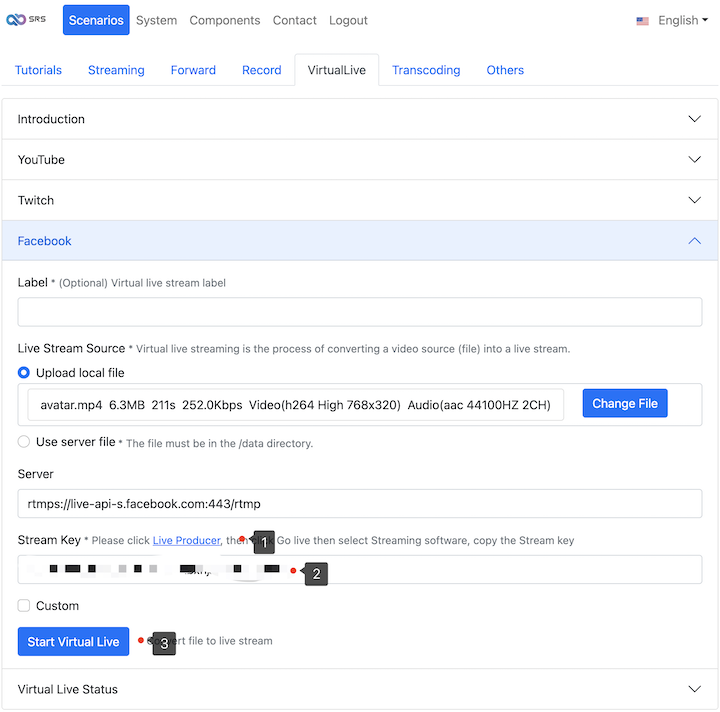 SRS Scenarios System Components Contact Logout English
Tutorials Streaming Forward Record VirtualLive Transcoding Others
Introduction
YouTube
Twitch
Facebook
Label * (Optional) Virtual live stream label
Live Stream Source * Virtual live streaming is the process of converting a video source (file) into a live stream.
Upload local file
avatar.mp4 6.3MB 211s 252.0Kbps Video(h264 High 768x320) Audio(aac 44100HZ 2CH)
Change File
Use server file * The file must be in the /data directory.
Server
rtmps://live-api-s.facebook.com:443/rtmp
Stream Key * Please click Live Producer, then 1 Go live then select Streaming software, copy the Stream key
2
Custom
Start Virtual Live 3 file to live stream
Virtual Live Status